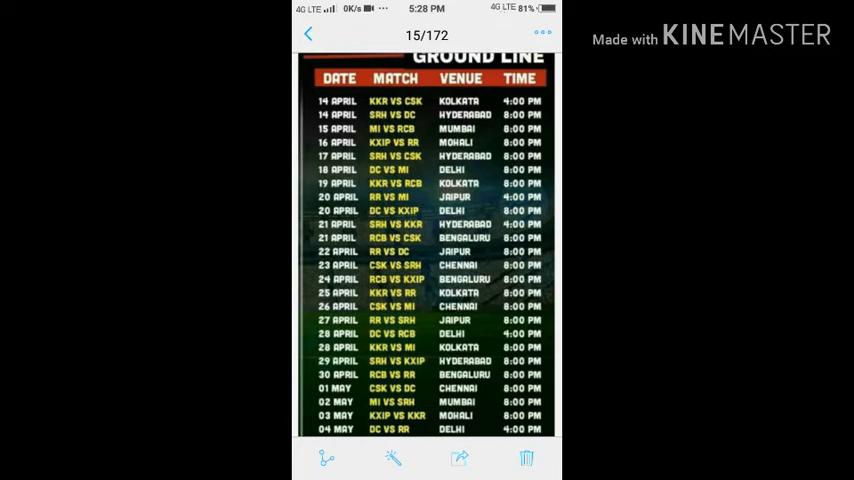 4G LTE 0K/s 5:28 PM 4G LTE 81%
15/172
Made with KINEMASTER
GROUND LINE
DATE MATCH VENUE TIME
14 APRIL KKR VS CSK KOLKATA 4:00 PM
14 APRIL SRH VS DC HYDERABAD 8:00 PM
15 APRIL MI VS RCB MUMBAI 8:00 PM
16 APRIL KXIP VS RR MOHALI 8:00 PM
17 APRIL SRH VS CSK HYDERABAD 8:00 PM
18 APRIL DC VS MI DELHI 8:00 PM
19 APRIL KKR VS RCB KOLKATA 8:00 PM
20 APRIL RR VS MI JAIPUR 4:00 PM
20 APRIL DC VS KXIP DELHI 8:00 PM
21 APRIL SRH VS KKR HYDERABAD 4:00 PM
21 APRIL RCB VS CSK BENGALURU 8:00 PM
22 APRIL RR VS DC JAIPUR 8:00 PM
23 APRIL CSK VS SRH CHENNAI 8:00 PM
24 APRIL RCB VS KXIP BENGALURU 8:00 PM
25 APRIL KKR VS RR KOLKATA 8:00 PM
26 APRIL CSK VS MI CHENNAI 8:00 PM
27 APRIL RR VS SRH JAIPUR 8:00 PM
28 APRIL DC VS RCB DELHI 4:00 PM
28 APRIL KKR VS MI KOLKATA 8:00 PM
29 APRIL SRH VS KXIP HYDERABAD 8:00 PM
30 APRIL RCB VS RR BENGALURU 8:00 PM
01 MAY CSK VS DC CHENNAI 8:00 PM
02 MAY MI VS SRH MUMBAI 8:00 PM
03 MAY KXIP VS KKR MOHALI 8:00 PM
04 MAY DC VS RR DELHI 4:00 PM